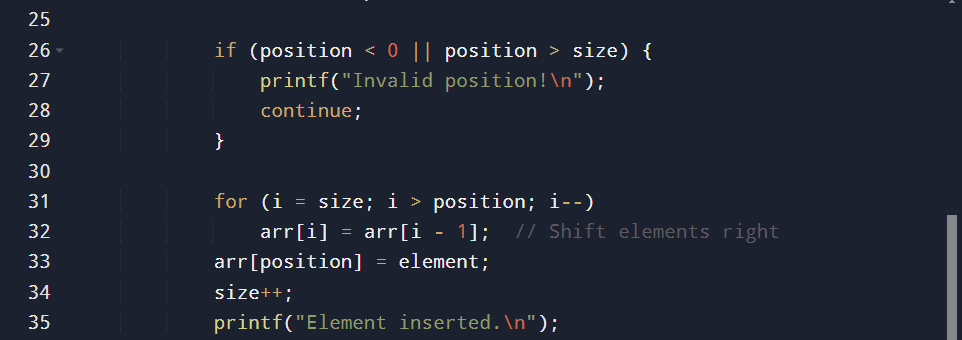 25
26 if (position < 0 || position > size) {
27 printf("Invalid position!\n");
28 continue;
29 }
30
31 for (i = size; i > position; i--)
32 arr[i] = arr[i - 1];  // Shift elements right
33 arr[position] = element;
34 size++;
35 printf("Element inserted.\n");